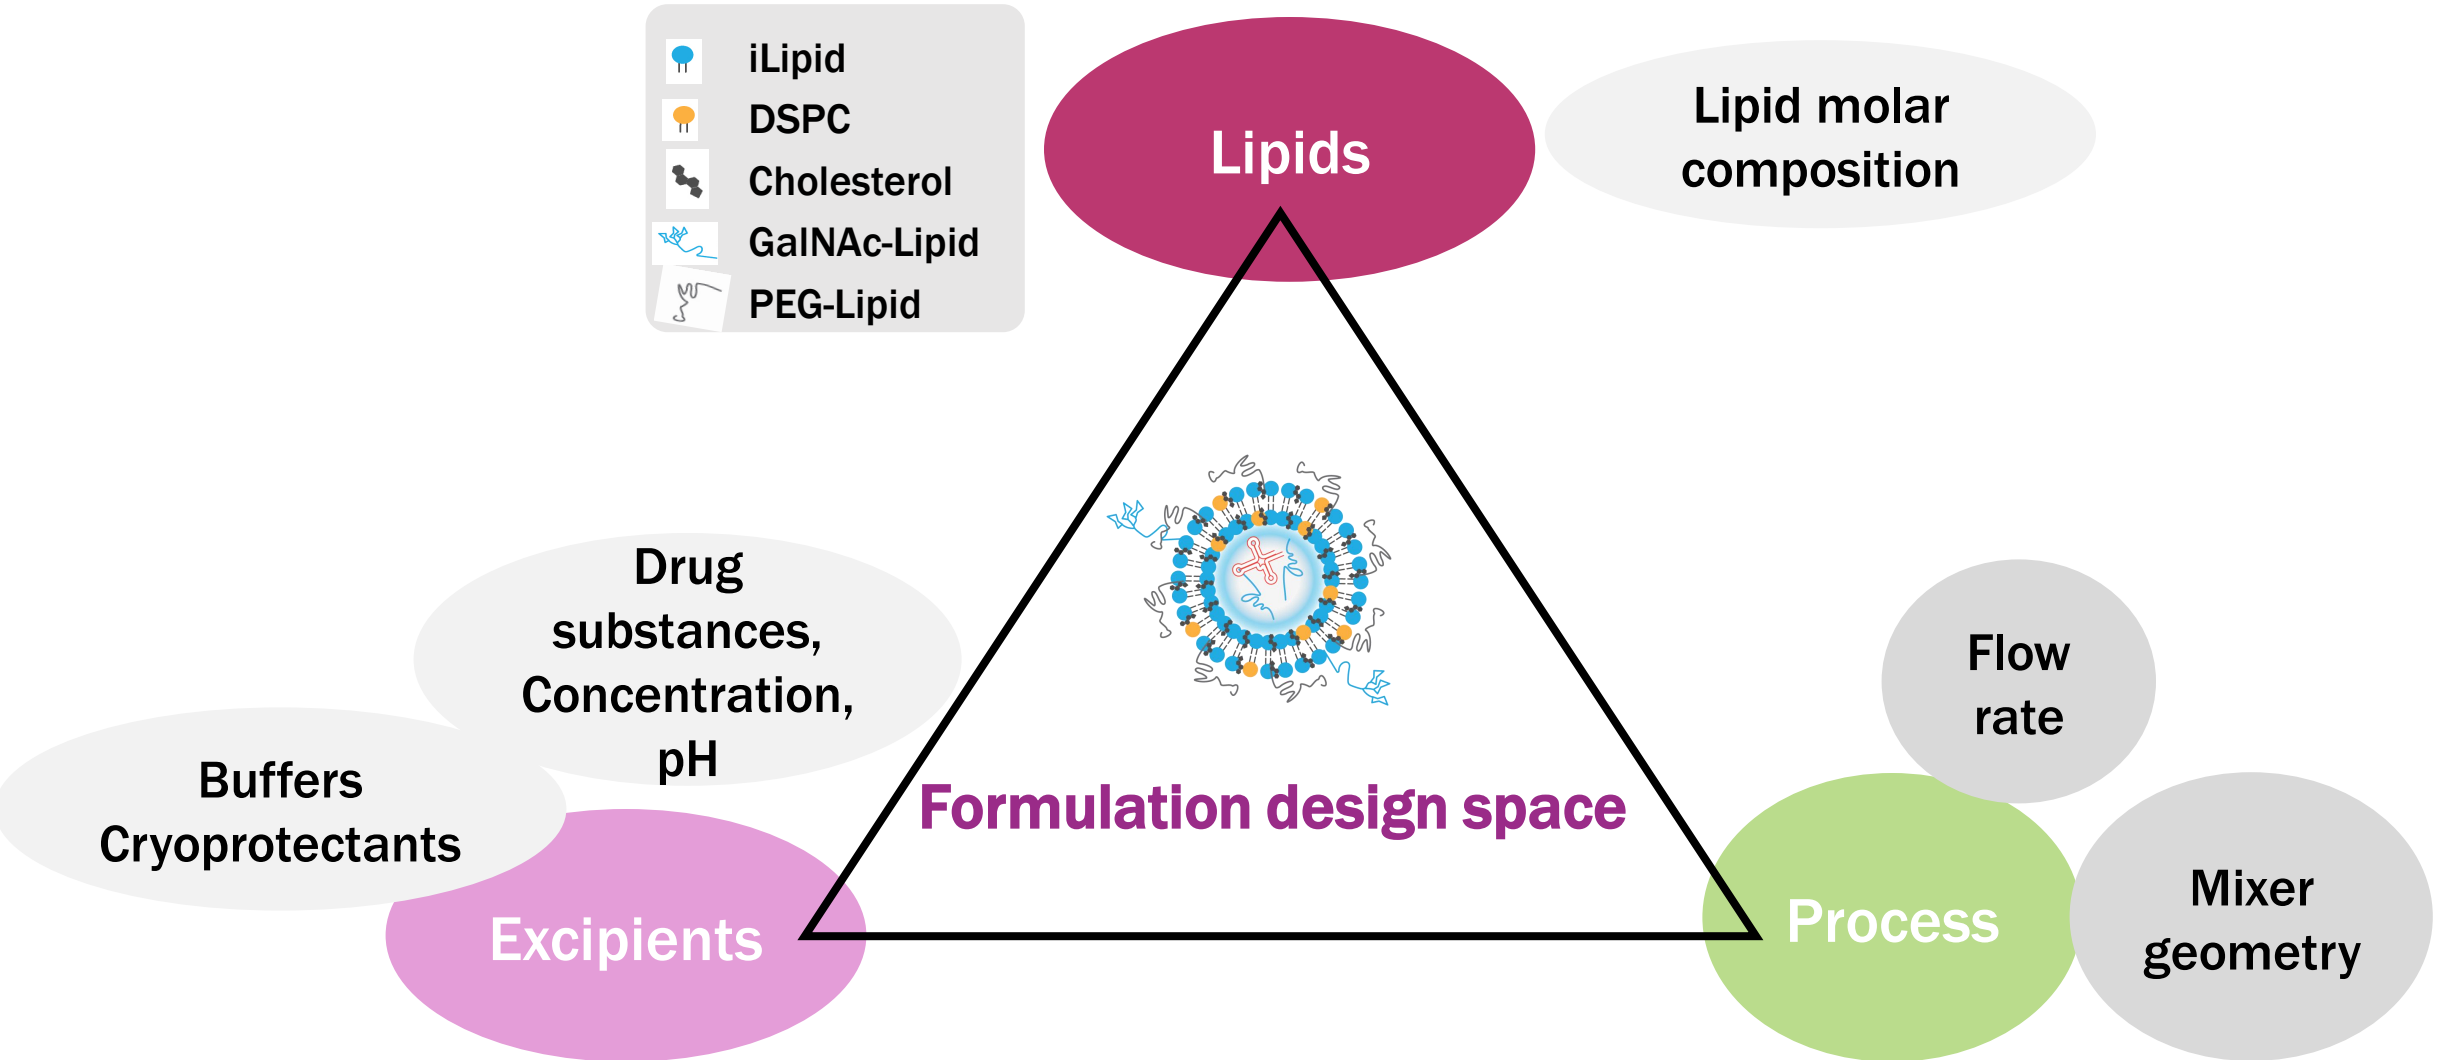 iLipid
DSPC
Cholesterol
GalNAc-Lipid
PEG-Lipid
Lipids
Lipid molar
composition
Drug
substances,
Concentration,
pH
Buffers
Cryoprotectants
Excipients
Formulation design space
Flow
rate
Process
Mixer
geometry